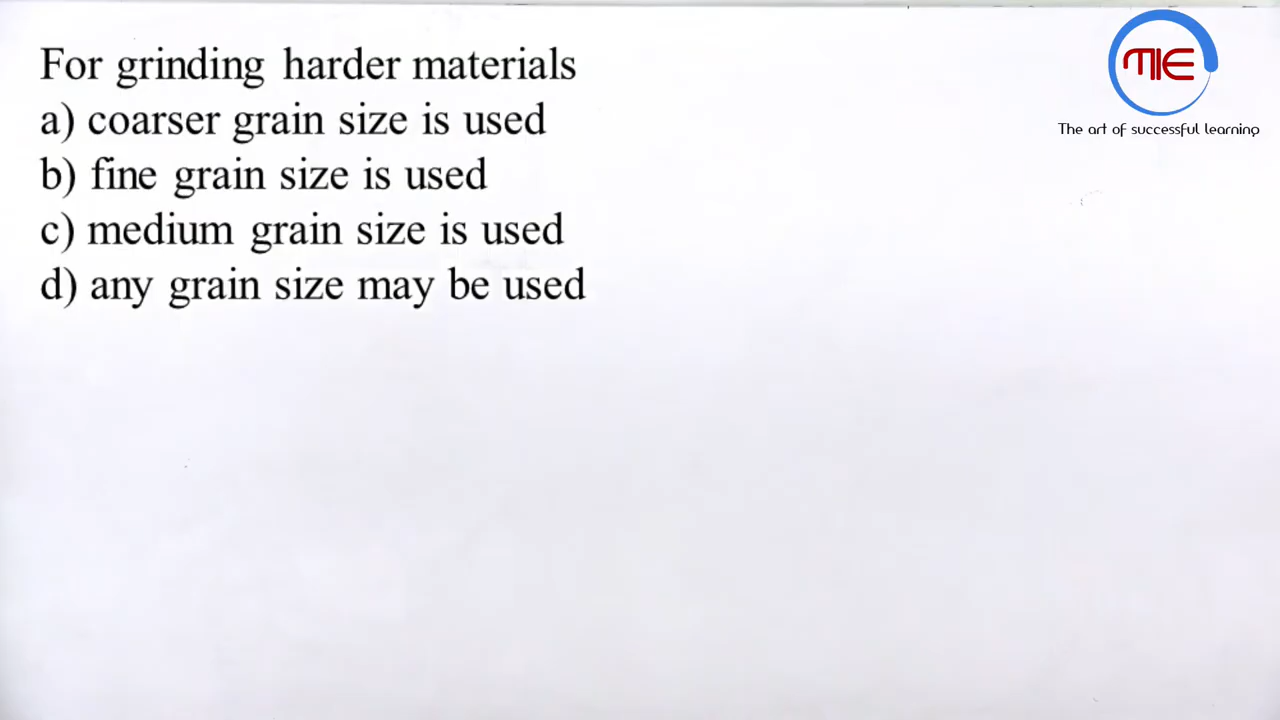 For grinding harder materials
a) coarser grain size is used
b) fine grain size is used
c) medium grain size is used
d) any grain size may be used
MIE
The art of successful learning